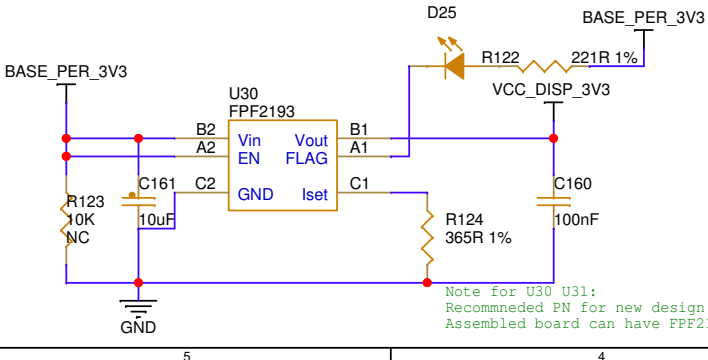 D25
BASE_PER_3V3
R122
221R 1%
BASE_PER_3V3
VCC_DISP_3V3
U30
FPF2193
B2
Vin
Vout
B1
A2
EN
FLAG
A1
C2
GND
Iset
C1
R123
10K
NC
C161
10uF
R124
365R 1%
C160
100nF
GND
Note for U30 U31:
Recommneded PN for new design
Assembled board can have FPF21
5
4